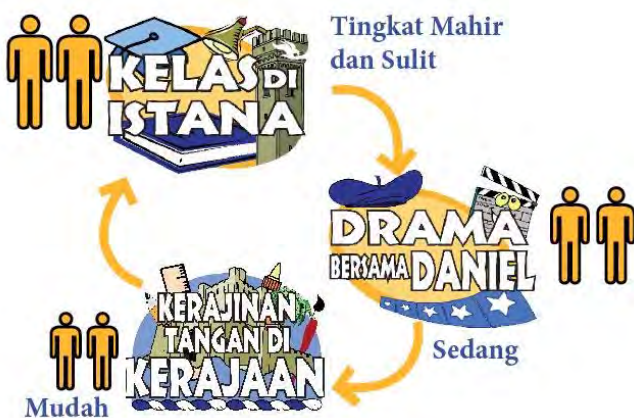 KELAS DI
ISTANA
Tingkat Mahir
dan Sulit
DRAMA
BERSAMA DANIEL
Sedang
KERAJINAN
TANGAN DI
KERAJAAN
Mudah